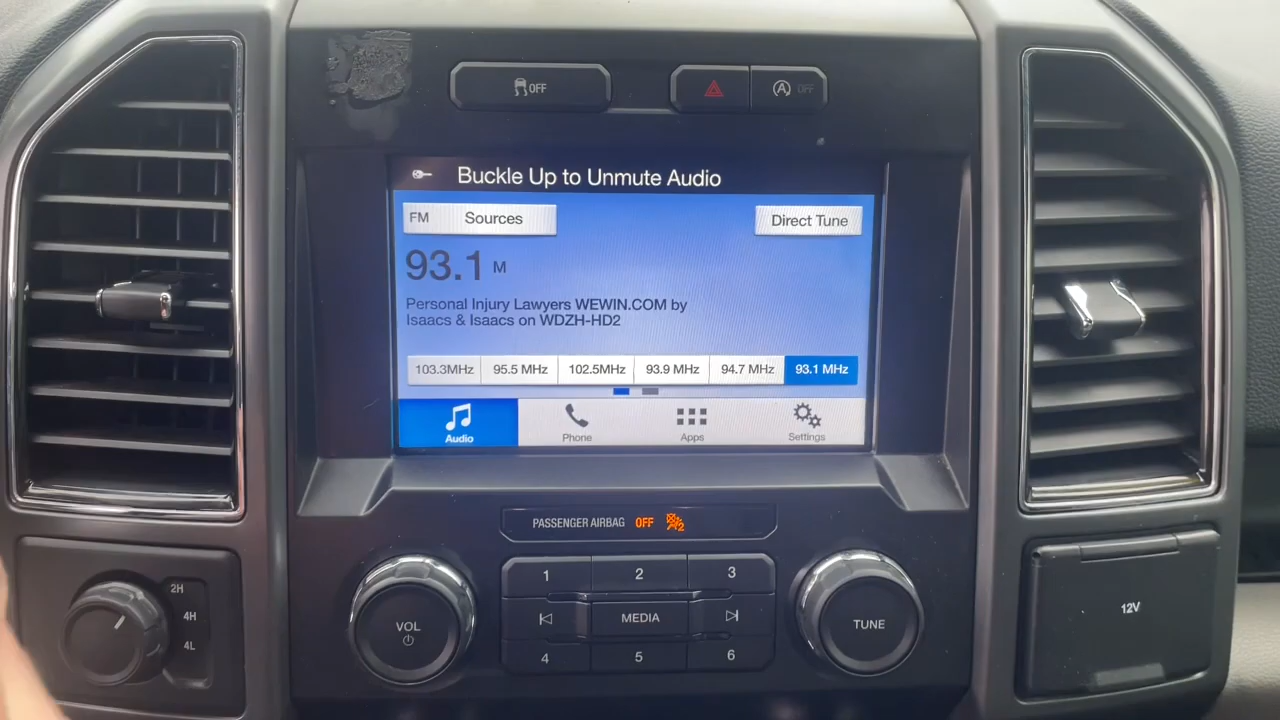 OFF
OFF
Buckle Up to Unmute Audio
FM Sources
Direct Tune
93.1 M
Personal Injury Lawyers WEWIN.COM by
Isaacs & Isaacs on WDZH-HD2
103.3MHz 95.5 MHz 102.5MHz 93.9 MHz 94.7 MHz 93.1 MHz
Audio Phone Apps Settings
PASSENGER AIRBAG OFF 2
1 2 3
MEDIA
4 5 6
VOL
TUNE
2H
4H
4L
12V